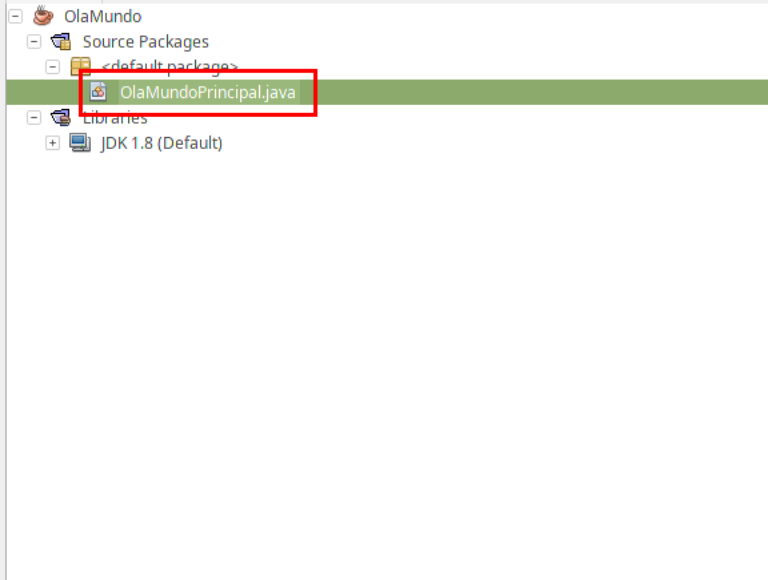 OlaMundo
Source Packages
<default package>
OlaMundoPrincipal.java
Libraries
JDK 1.8 (Default)